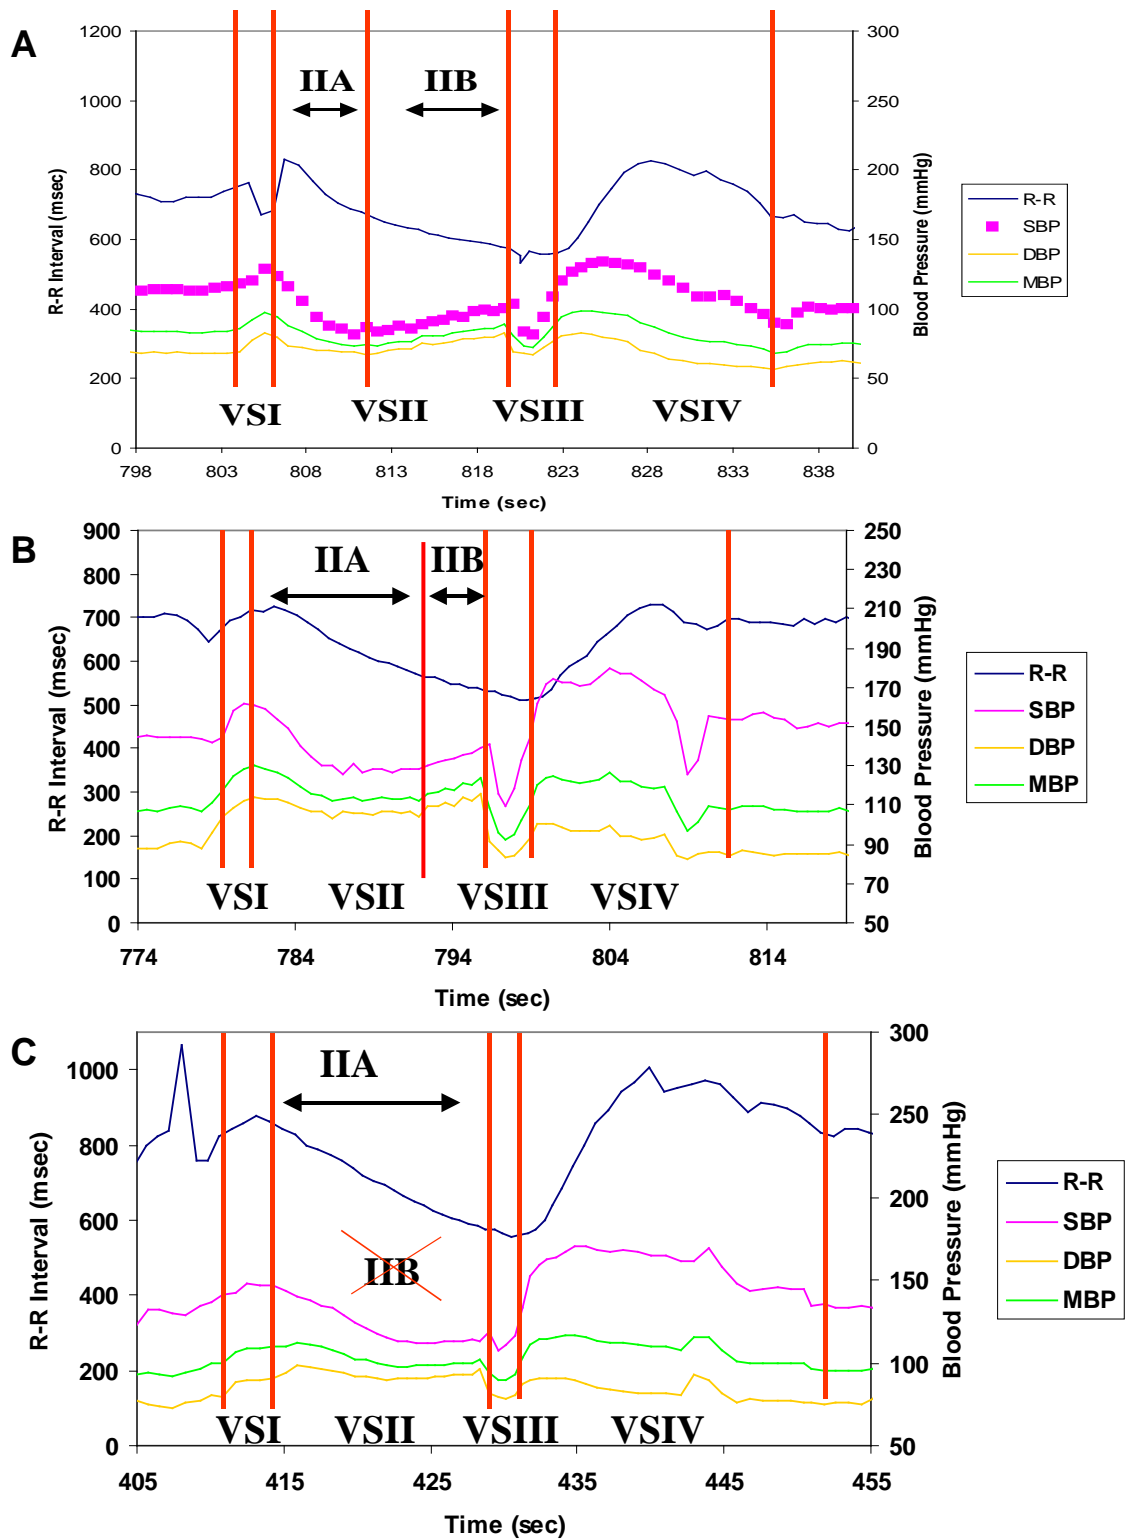 A
1200
1000
800
600
400
200
0
R-R Interval (msec)
300
250
200
150
100
50
0
Blood Pressure (mmHg)
IIA
IIB
VSI
VSII
VSIII
VSIV
798
803
808
813
818
823
828
833
838
Time (sec)
R-R
SBP
DBP
MBP
B
900
800
700
600
500
400
300
200
100
0
R-R Interval (msec)
250
230
210
190
170
150
130
110
90
70
50
Blood Pressure (mmHg)
IIA
IIB
VSI
VSII
VSIII
VSIV
774
784
794
804
814
Time (sec)
R-R
SBP
DBP
MBP
C
1000
800
600
400
200
0
R-R Interval (msec)
300
250
200
150
100
50
Blood Pressure (mmHg)
IIA
IIB
VSI
VSII
VSIII
VSIV
405
415
425
435
445
455
Time (sec)
R-R
SBP
DBP
MBP